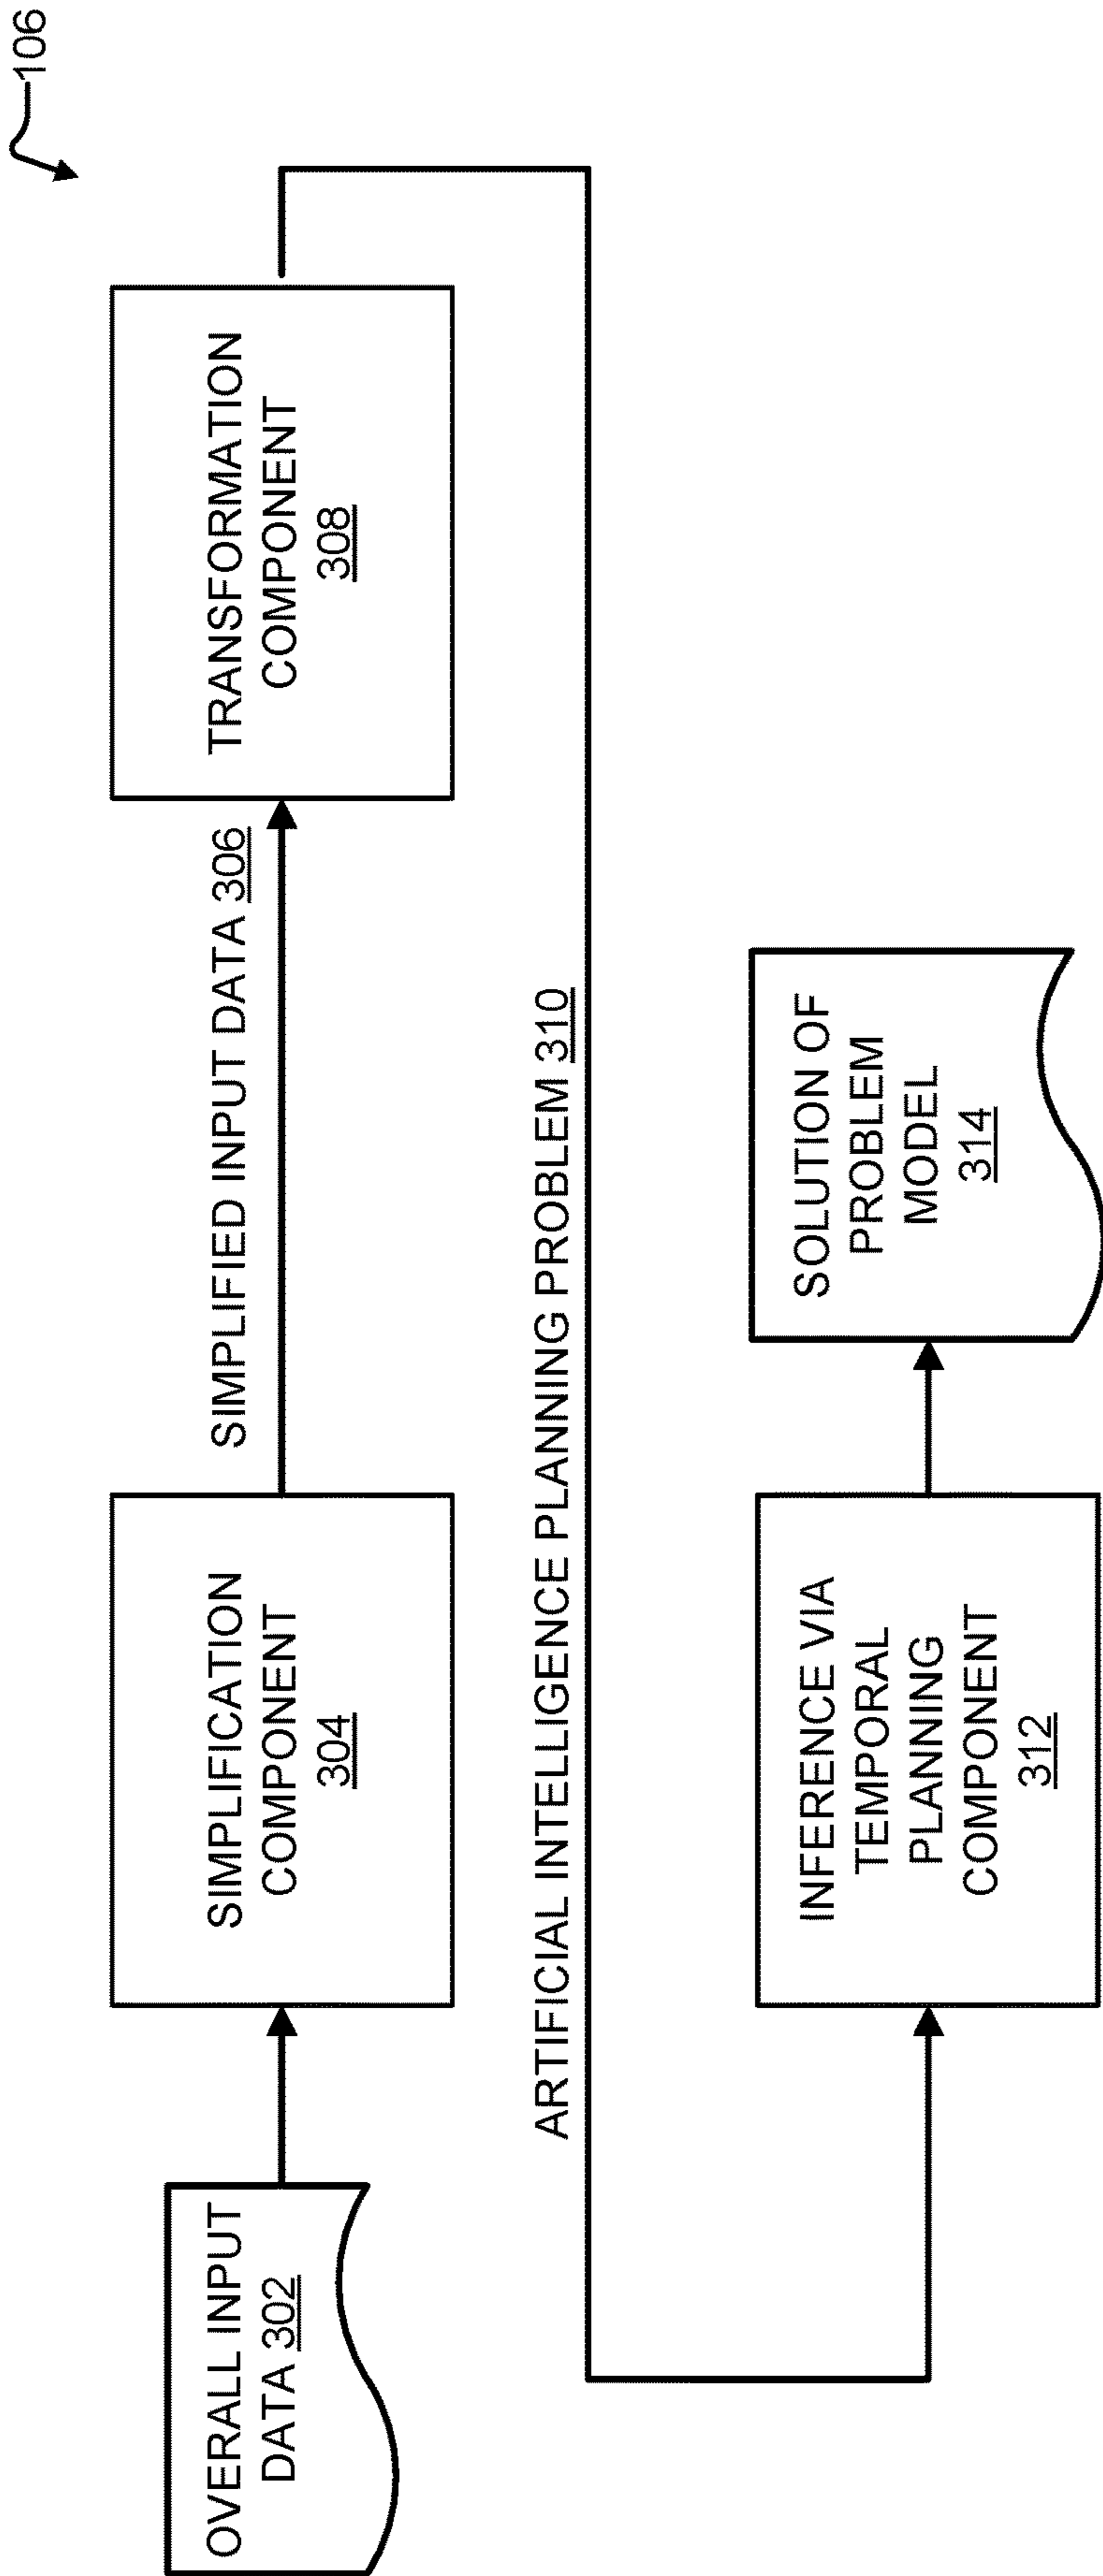 106
OVERALL INPUT
DATA 302
SIMPLIFICATION
COMPONENT
304
SIMPLIFIED INPUT DATA 306
TRANSFORMATION
COMPONENT
308
ARTIFICIAL INTELLIGENCE PLANNING PROBLEM 310
INFERENCE VIA
TEMPORAL
PLANNING
COMPONENT
312
SOLUTION OF
PROBLEM
MODEL
314